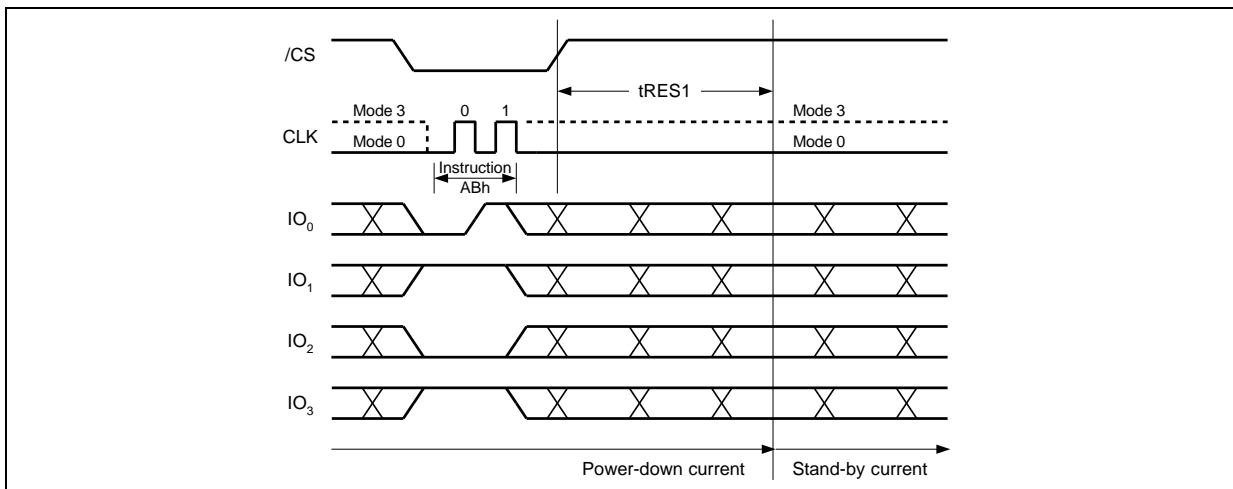 /CS
tRES1
Mode 3 0 1 Mode 3
CLK
Mode 0 Mode 0
Instruction
ABh
IO0
IO1
IO2
IO3
Power-down current Stand-by current